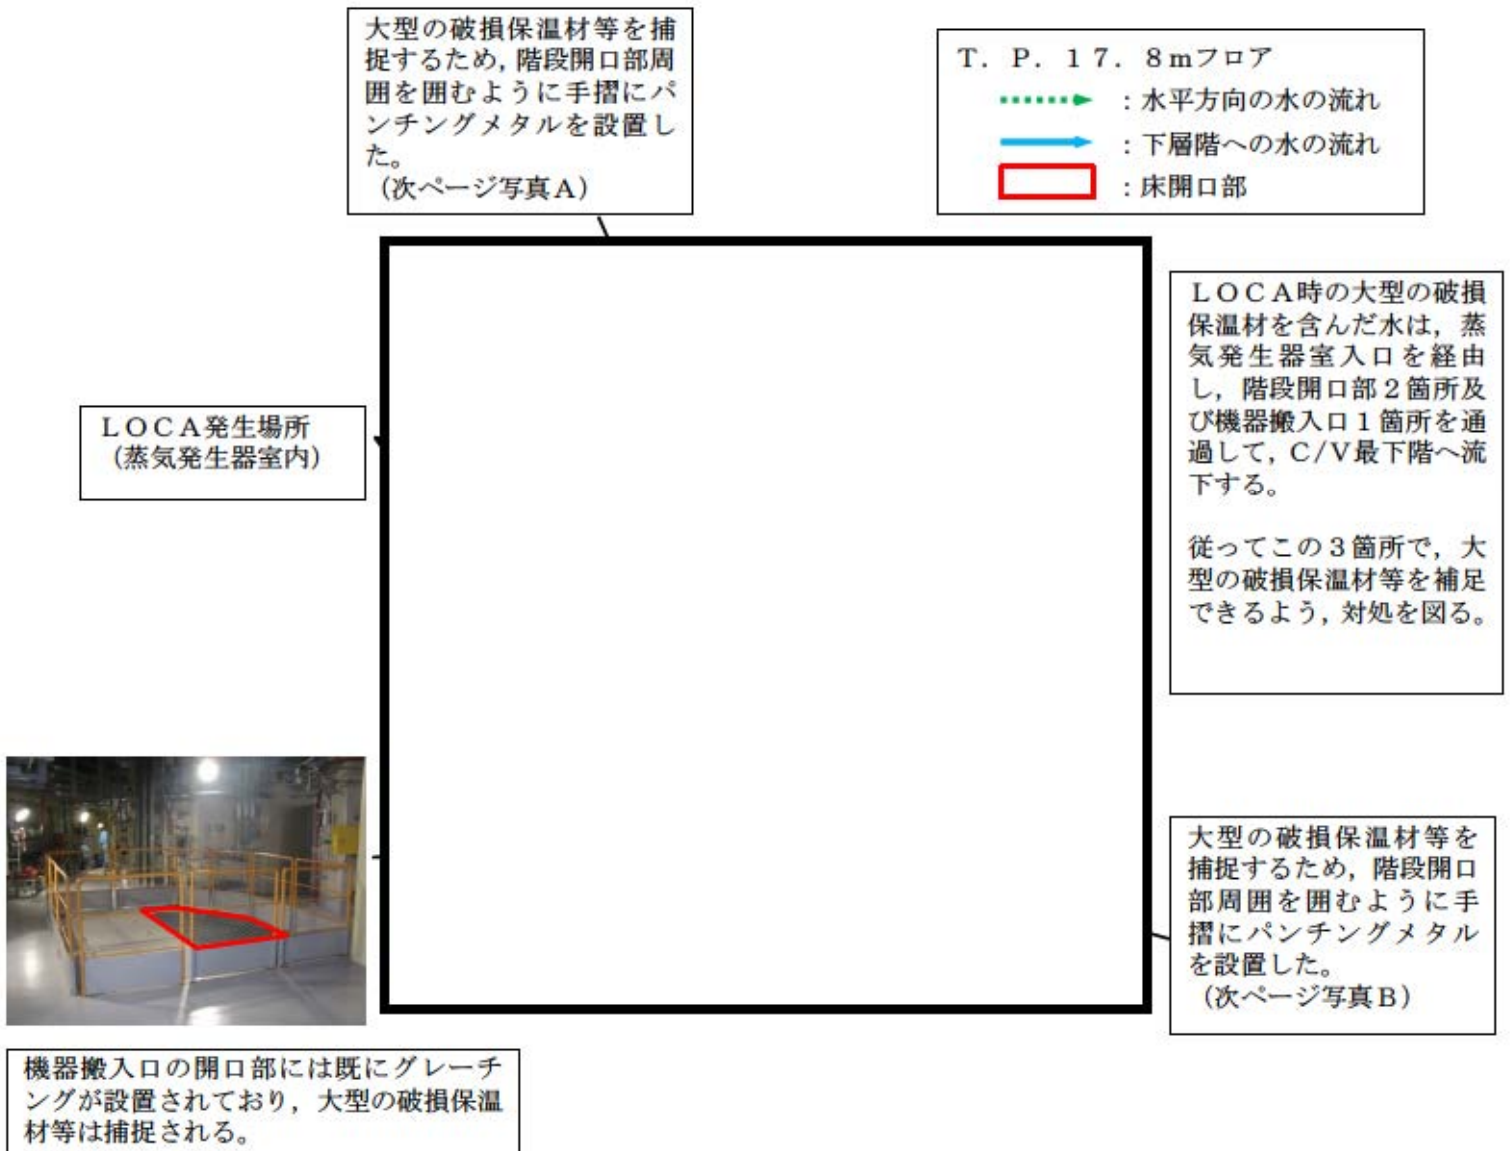 大型の破損保温材等を捕
捉するため，階段開口部周
囲を囲むように手摺にパ
ンチングメタルを設置し
た。
（次ページ写真Ａ）
Ｔ．Ｐ．１７．８ｍフロア
：水平方向の水の流れ
：下層階への水の流れ
：床開口部
ＬＯＣＡ時の大型の破損
保温材を含んだ水は，蒸
気発生器室入口を経由
し，階段開口部２箇所及
び機器搬入口１箇所を通
過して，Ｃ/Ｖ最下階へ流
下する。
従ってこの３箇所で，大
型の破損保温材等を補足
できるよう，対処を図る。
ＬＯＣＡ発生場所
（蒸気発生器室内）
大型の破損保温材等を
捕捉するため，階段開口
部周囲を囲むように手
摺にパンチングメタル
を設置した。
（次ページ写真Ｂ）
機器搬入口の開口部には既にグレーチ
ングが設置されており，大型の破損保温
材等は捕捉される。